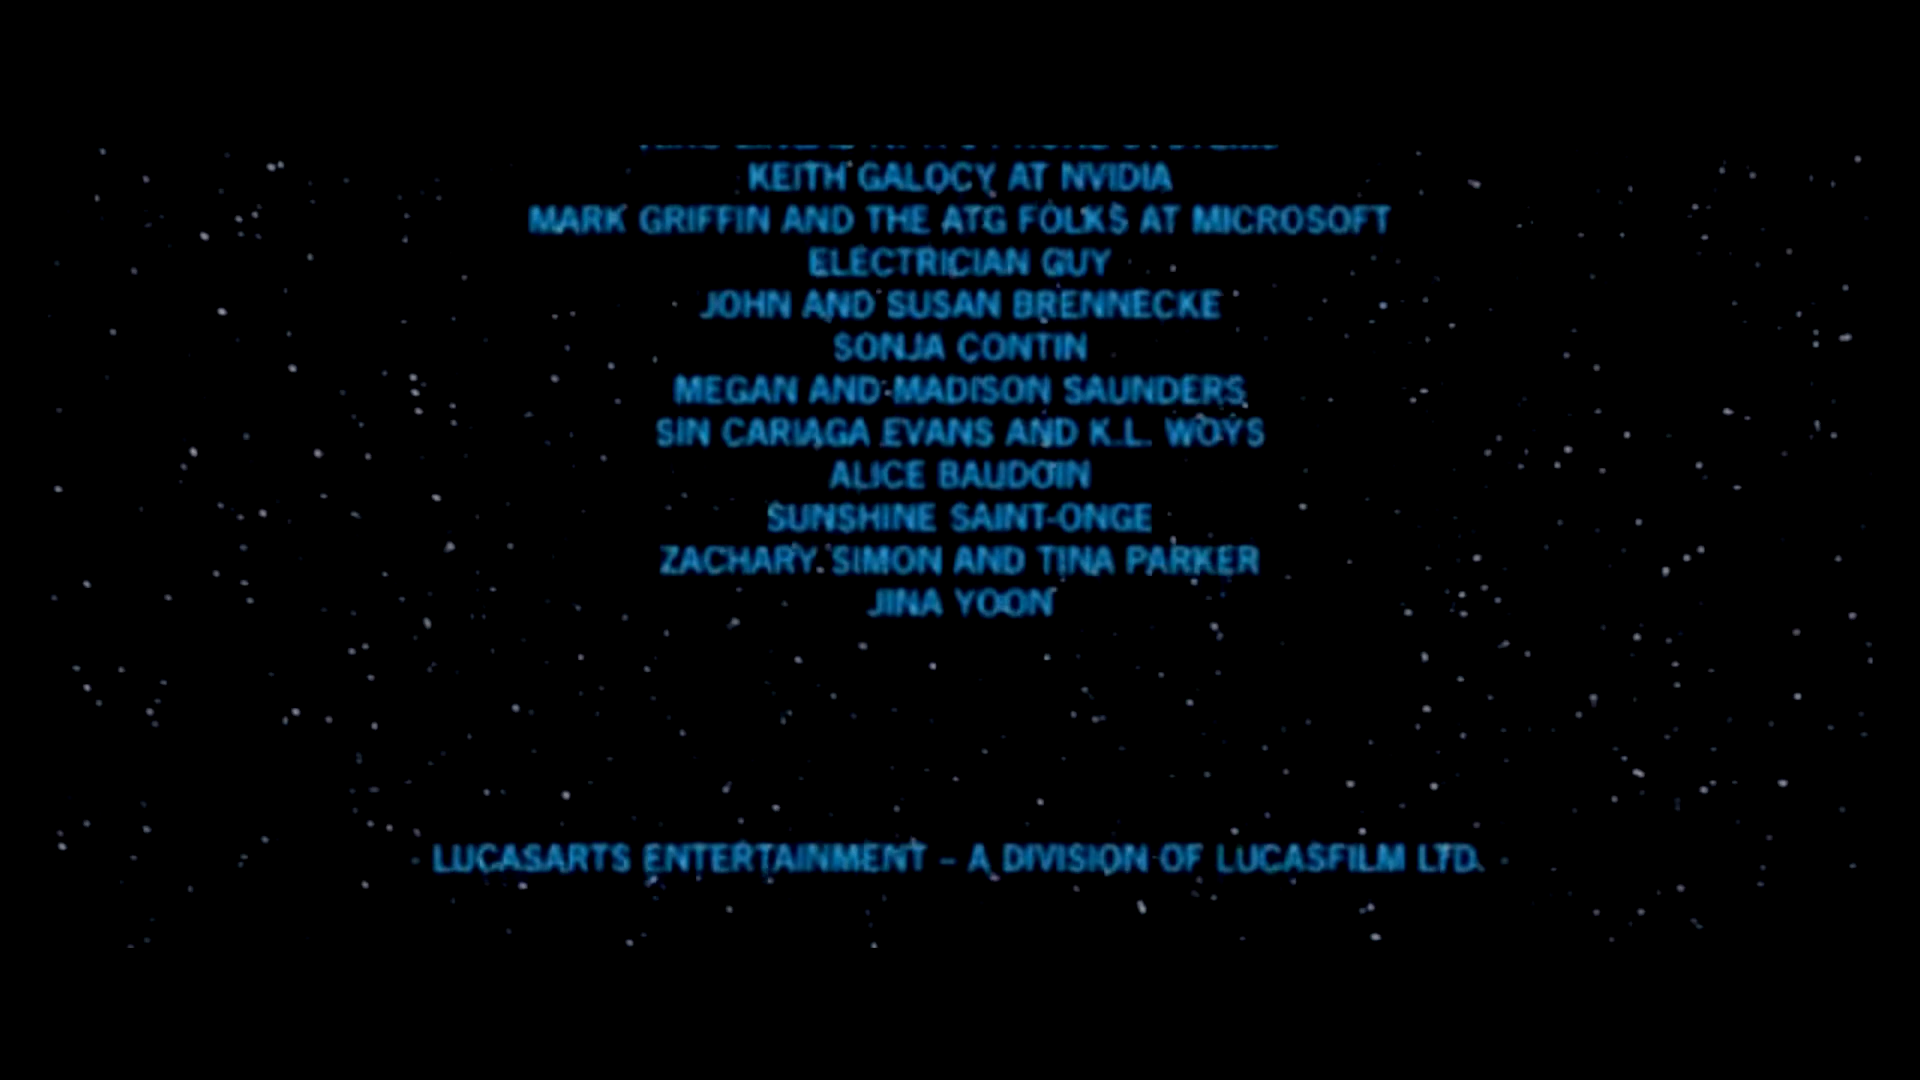 KEITH GALOCY AT NVIDIA
MARK GRIFFIN AND THE ATG FOLKS AT MICROSOFT
ELECTRICIAN GUY
JOHN AND SUSAN BRENNECKE
SONJA CONTIN
MEGAN AND MADISON SAUNDERS
SIN CARIAGA EVANS AND K.L. WOYS
ALICE BAUDOIN
SUNSHINE SAINT-ONGE
ZACHARY SIMON AND TINA PARKER
JINA YOON
LUCASARTS ENTERTAINMENT – A DIVISION OF LUCASFILM LTD.